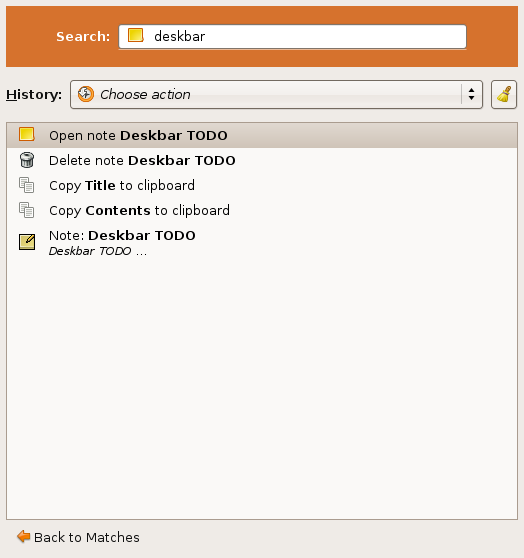 Search: deskbar
History: Choose action
Open note Deskbar TODO
Delete note Deskbar TODO
Copy Title to clipboard
Copy Contents to clipboard
Note: Deskbar TODO
Deskbar TODO ...
Back to Matches